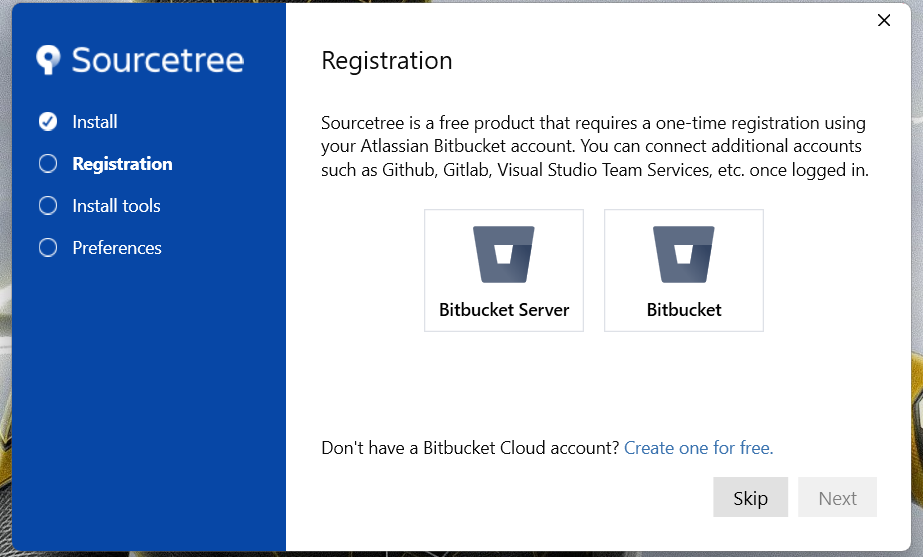 Sourcetree
Install
Registration
Install tools
Preferences
Registration
Sourcetree is a free product that requires a one-time registration using
your Atlassian Bitbucket account. You can connect additional accounts
such as Github, Gitlab, Visual Studio Team Services, etc. once logged in.
Bitbucket Server
Bitbucket
Don't have a Bitbucket Cloud account? Create one for free.
Skip
Next